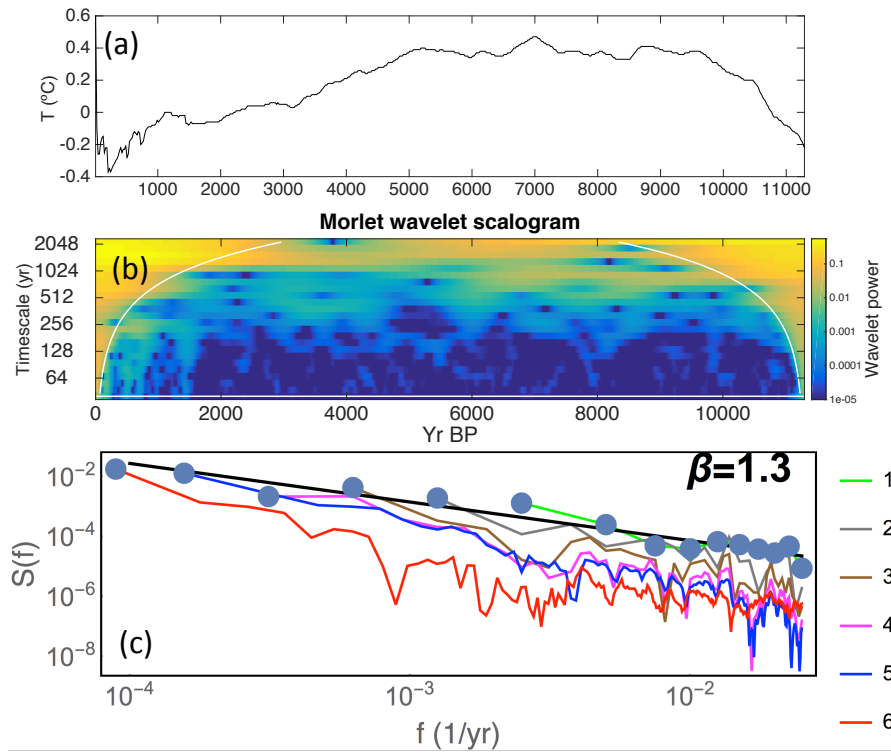 (a)
T (ºC)
0.6
0.4
0.2
0
-0.2
-0.4
1000 2000 3000 4000 5000 6000 7000 8000 9000 10000 11000
Morlet wavelet scalogram
(b)
Timescale (yr)
2048
1024
512
256
128
64
0 2000 4000 6000 8000 10000
Yr BP
0.1
0.01
0.001
0.0001
1e-05
Wavelet power
β=1.3
(c)
S(f)
10⁻²
10⁻⁴
10⁻⁶
10⁻⁸
10⁻⁴ 10⁻³ 10⁻²
f (1/yr)
1
2
3
4
5
6